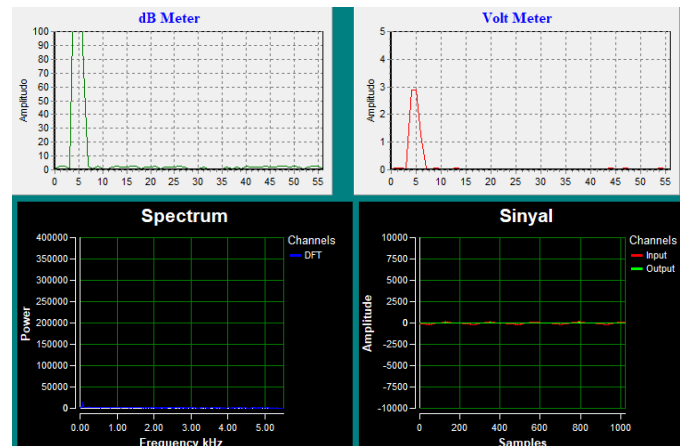 dB Meter
Amplitudo
100
90
80
70
60
50
40
30
20
10
0
0 5 10 15 20 25 30 35 40 45 50 55
Volt Meter
Amplitudo
5
4
3
2
1
0
0 5 10 15 20 25 30 35 40 45 50 55
Spectrum
Channels
DFT
Power
400000
350000
300000
250000
200000
150000
100000
50000
0
0.00 1.00 2.00 3.00 4.00 5.00
Frequency kHz
Sinyal
Channels
Input
Output
Amplitude
10000
7500
5000
2500
0
-2500
-5000
-7500
-10000
0 200 400 600 800 1000
Samples